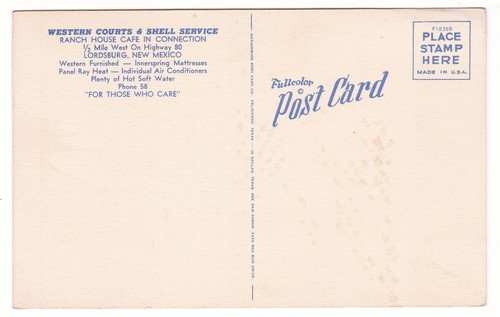 WESTERN COURTS & SHELL SERVICE
RANCH HOUSE CAFE IN CONNECTION
½ Mile West On Highway 80
LORDSBURG, NEW MEXICO
Western Furnished — Innerspring Mattresses
Panel Ray Heat — Individual Air Conditioners
Plenty of Hot Soft Water
Phone 58
"FOR THOSE WHO CARE"
Fullcolor
©
Post Card
PLACE
STAMP
HERE
MADE IN U.S.A.